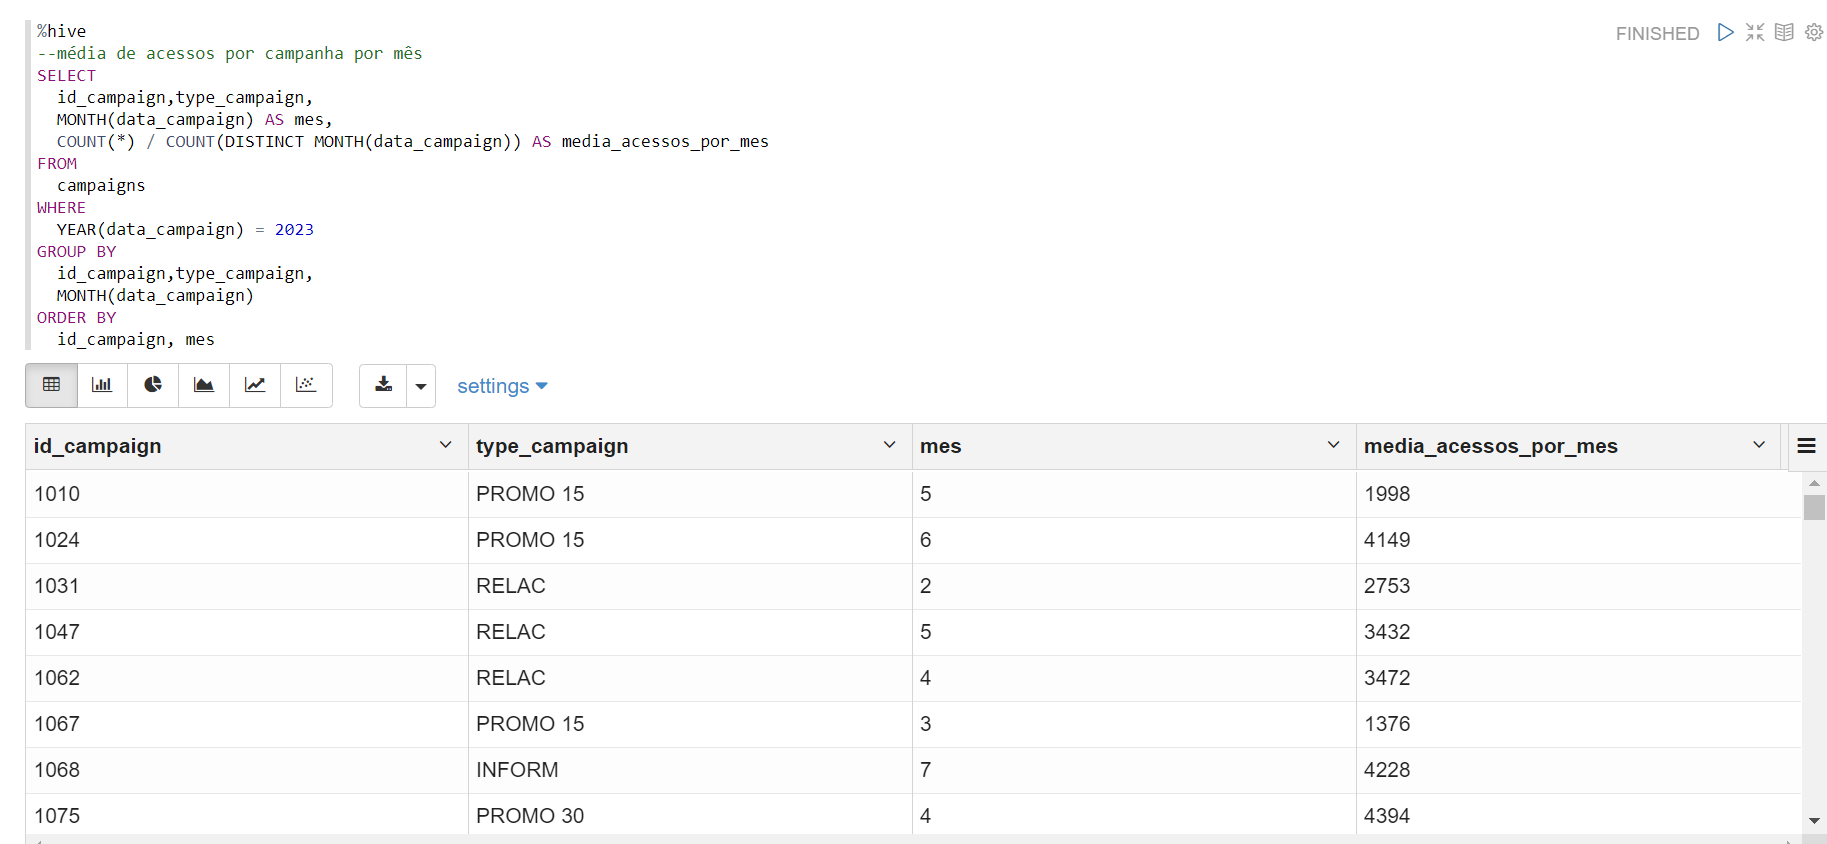 %hive
FINISHED
--média de acessos por campanha por mês
SELECT
id_campaign,type_campaign,
MONTH(data_campaign) AS mes,
COUNT(*) / COUNT(DISTINCT MONTH(data_campaign)) AS media_acessos_por_mes
FROM
campaigns
WHERE
YEAR(data_campaign) = 2023
GROUP BY
id_campaign,type_campaign,
MONTH(data_campaign)
ORDER BY
id_campaign, mes
settings
id_campaign type_campaign mes media_acessos_por_mes
1010 PROMO 15 5 1998
1024 PROMO 15 6 4149
1031 RELAC 2 2753
1047 RELAC 5 3432
1062 RELAC 4 3472
1067 PROMO 15 3 1376
1068 INFORM 7 4228
1075 PROMO 30 4 4394